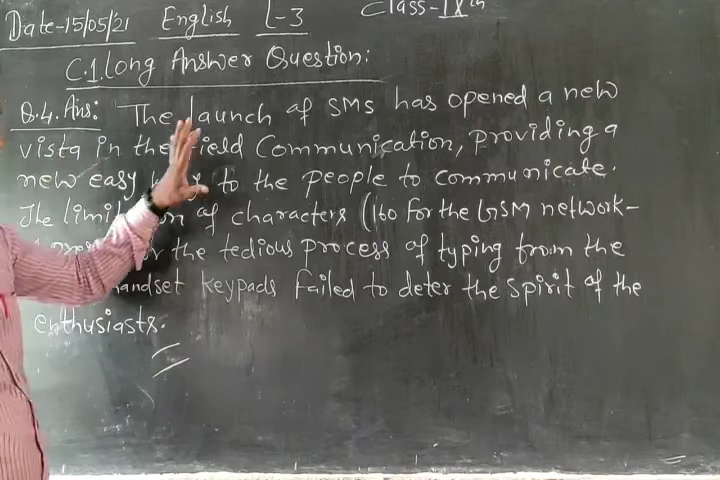 Date-15/05/21 English L-3 Class-IXth
C.1. Long Answer Question:
Q.4. Ans: The launch of SMS has opened a new
vista in the field Communication, providing a
new easy to the people to communicate.
The of characters (160 for the GSM network-
the tedious process of typing from the
handset keypads failed to deter the spirit of the
enthusiasts.